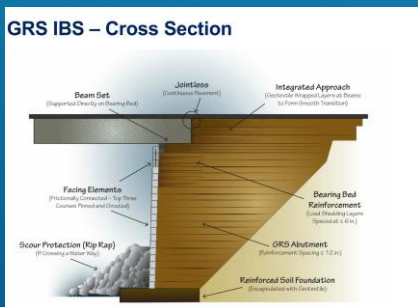 GRS IBS – Cross Section
Jointless
(Continuous Pavement)
Beam Set
(Supported Directly on Bearing Bed)
Integrated Approach
(Geotextile Wrapped Layers at Beams
to Form Smooth Transition)
Facing Elements
(Frictionally Connected – Top Three
Courses Pinned and Grouted)
Bearing Bed
Reinforcement
(Load Shedding Layers
Spaced at ≤ 6 in.)
Scour Protection (Rip Rap)
(If Crossing a Water Way)
GRS Abutment
(Reinforcement Spacing ≤ 12 in.)
Reinforced Soil Foundation
(Encapsulated with Geotextile)